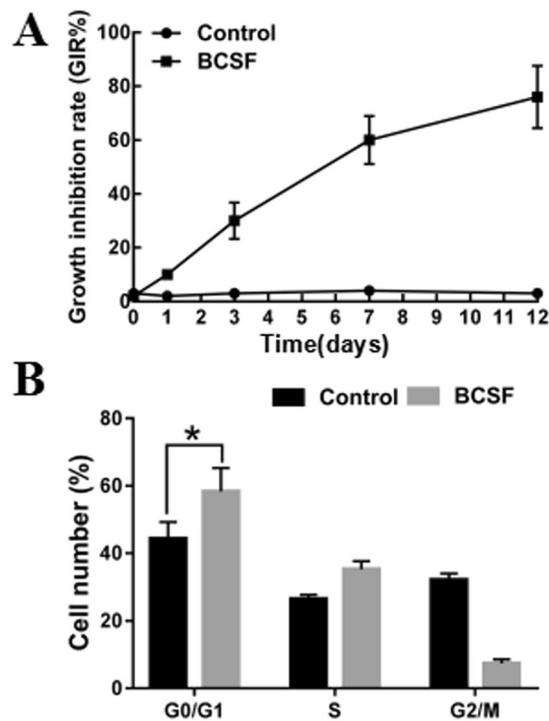 A
Growth inhibition rate (GIR%)
100
80
60
40
20
0
Control
BCSF
0 1 2 3 4 5 6 7 8 9 10 11 12
Time(days)
B
Control BCSF
Cell number (%)
80
60
40
20
0
*
G0/G1 S G2/M